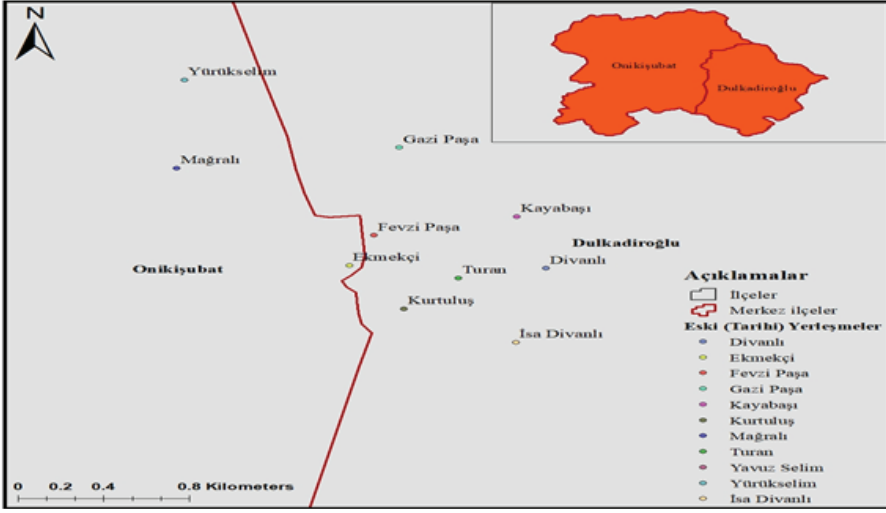 N
Yürükselim
Onikişubat
Dulkadiroğlu
Gazi Paşa
Mağralı
Kayabaşı
Fevzi Paşa
Dulkadiroğlu
Onikişubat
Ekmekçi
Turan
Divanlı
Kurtuluş
İsa Divanlı
Açıklamalar
İlçeler
Merkez ilçeler
Eski (Tarihi) Yerleşmeler
Divanlı
Ekmekçi
Fevzi Paşa
Gazi Paşa
Kayabaşı
Kurtuluş
Mağralı
Turan
Yavuz Selim
Yürükselim
İsa Divanlı
0 0.2 0.4 0.8 Kilometers